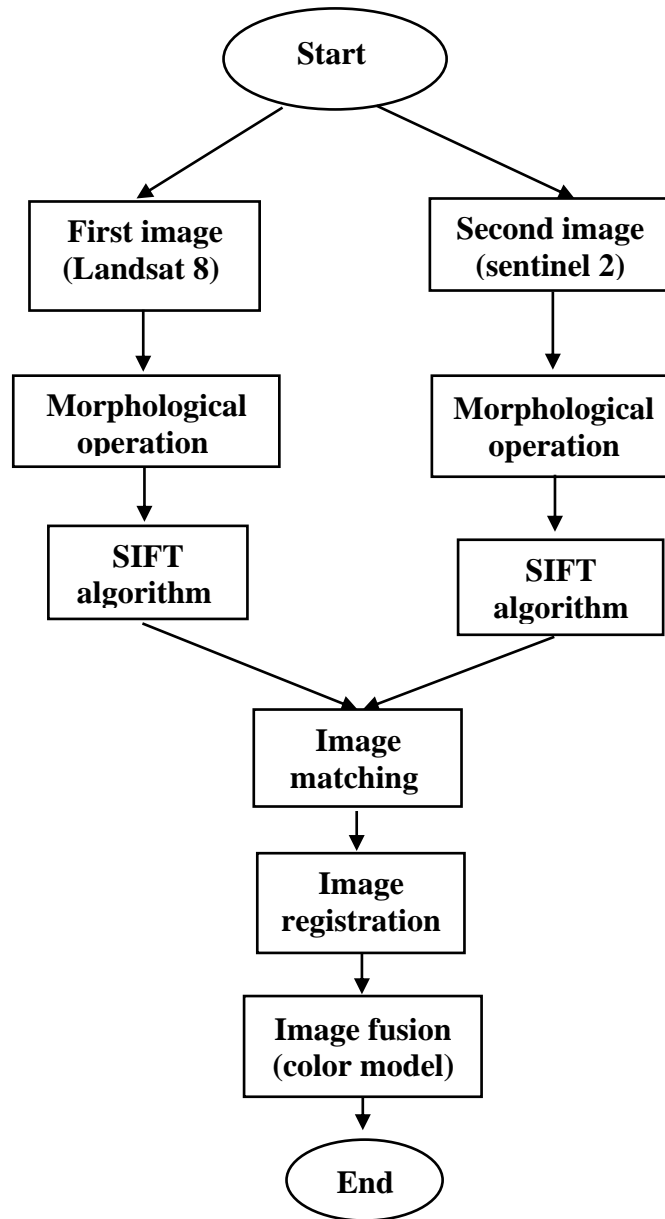 Start
First image
(Landsat 8)
Second image
(sentinel 2)
Morphological
operation
Morphological
operation
SIFT
algorithm
SIFT
algorithm
Image
matching
Image
registration
Image fusion
(color model)
End